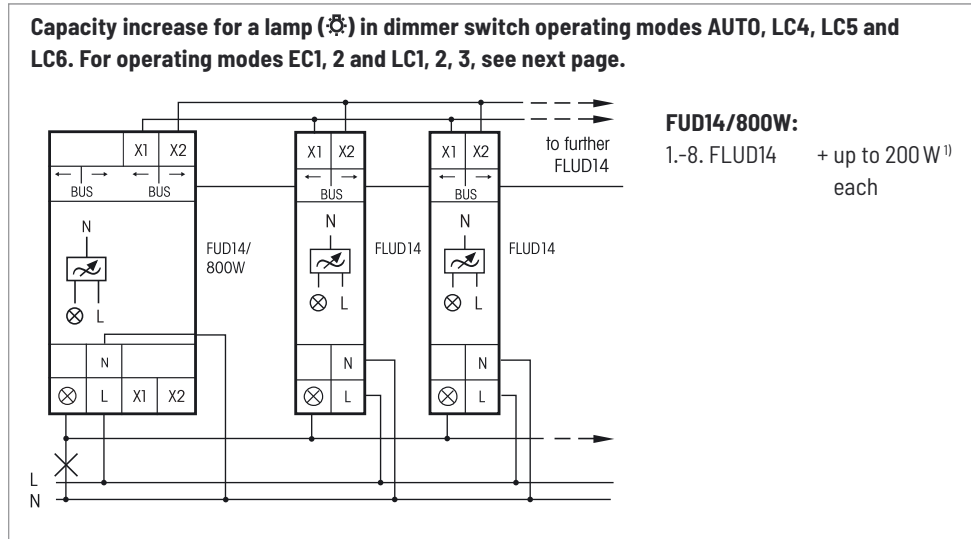 Capacity increase for a lamp () in dimmer switch operating modes AUTO, LC4, LC5 and
LC6. For operating modes EC1, 2 and LC1, 2, 3, see next page.
FUD14/800W:
1.-8. FLUD14 + up to 200 W ¹⁾
each
to further
FLUD14
X1 X2
BUS BUS
N
L
FUD14/
800W
N
L X1 X2
X1 X2
BUS
N
L
FLUD14
N
L
X1 X2
BUS
N
L
FLUD14
N
L
L
N